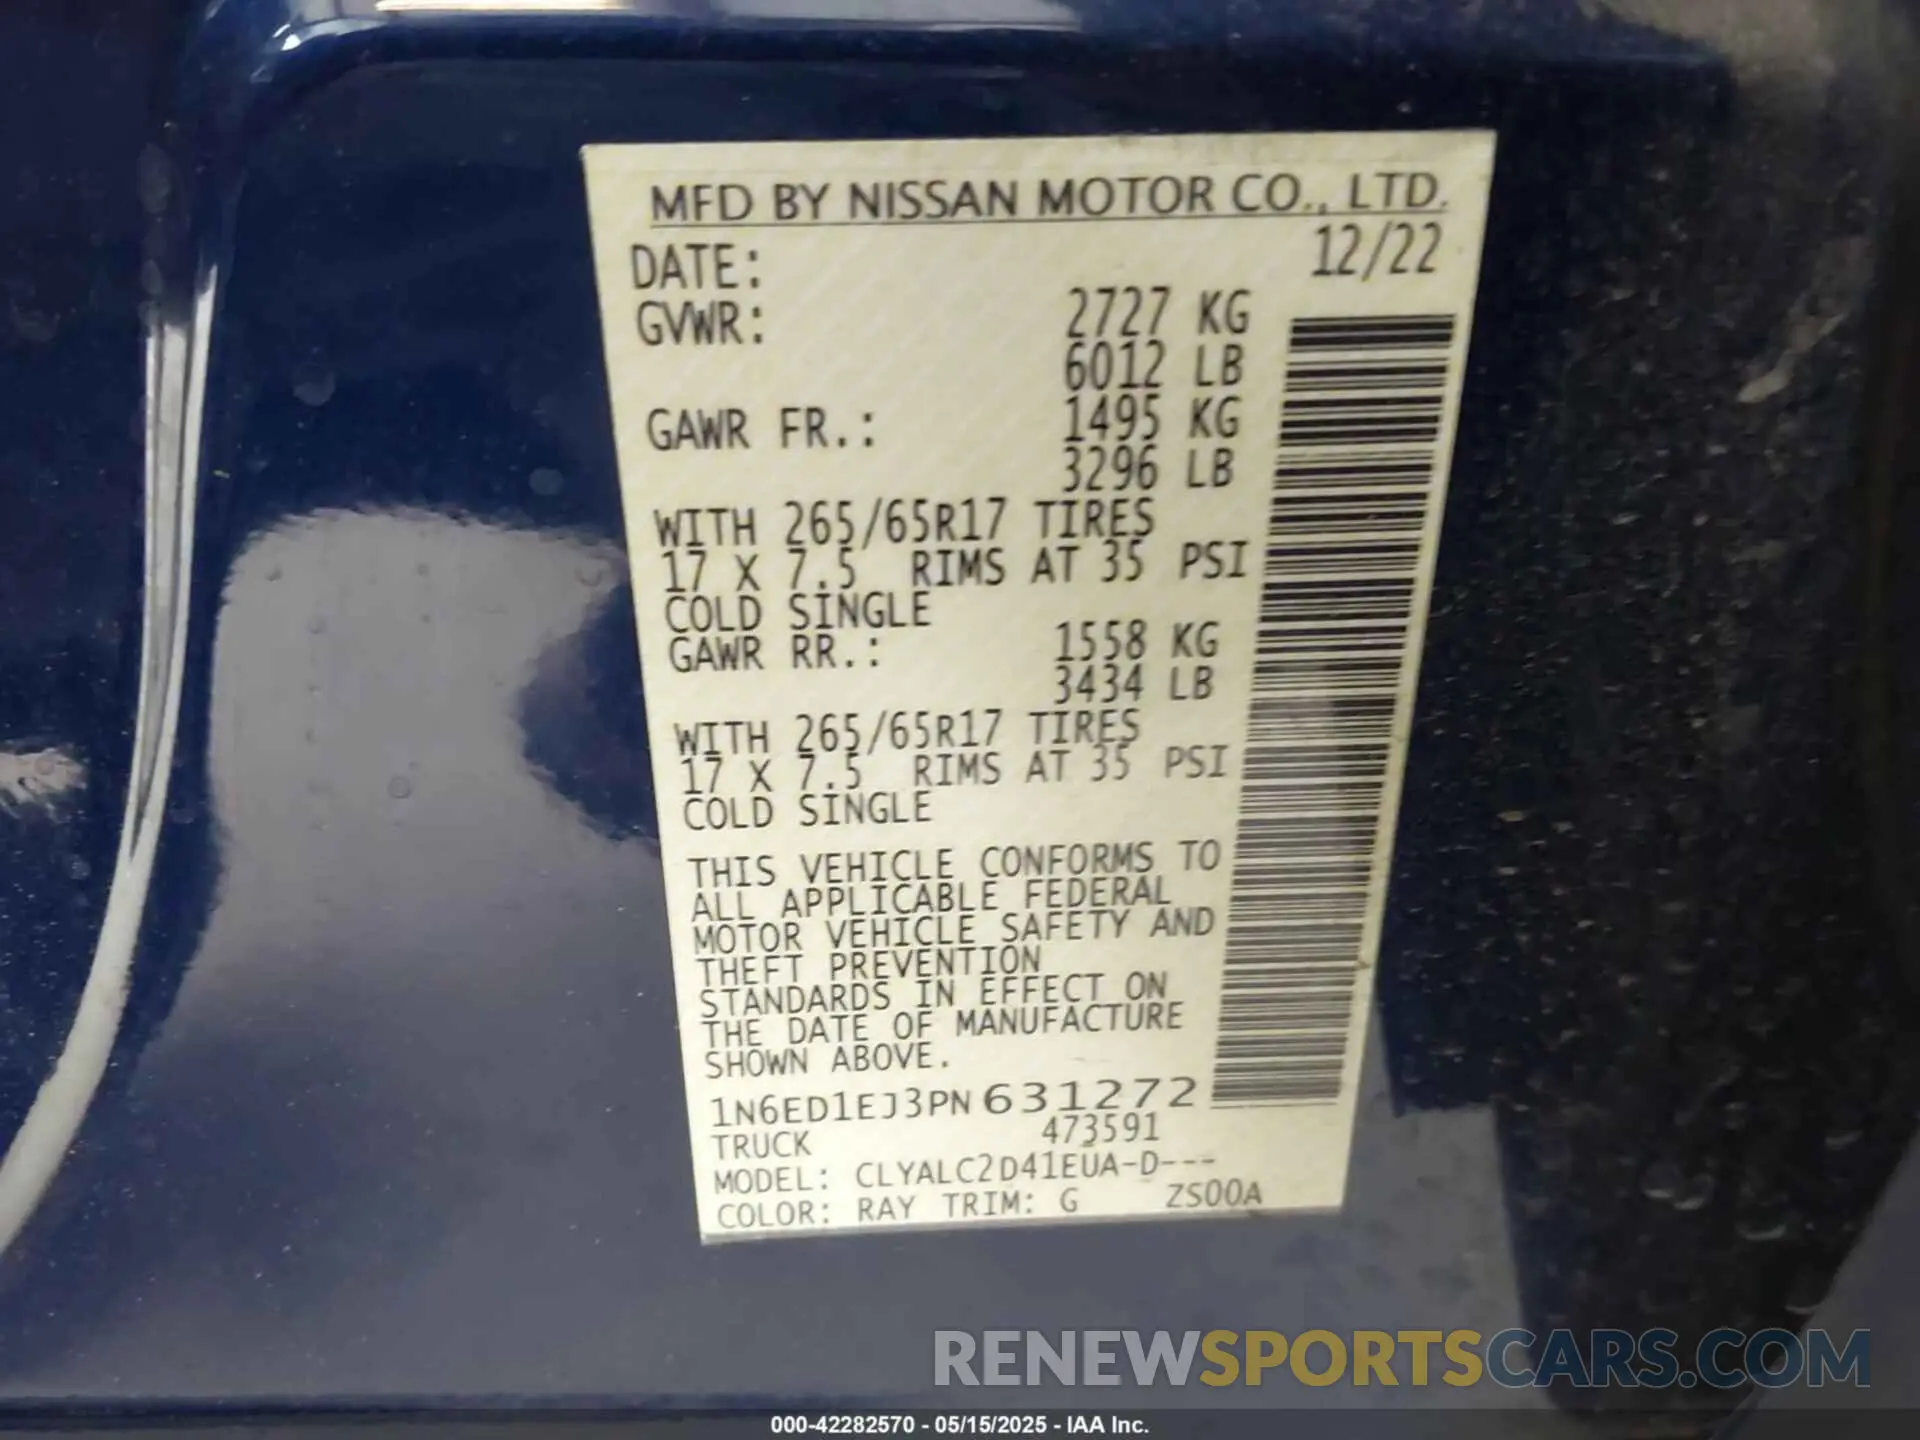 MFD BY NISSAN MOTOR CO., LTD.
DATE: 12/22
GVWR: 2727 KG
6012 LB
GAWR FR.: 1495 KG
3296 LB
WITH 265/65R17 TIRES
17 X 7.5 RIMS AT 35 PSI
COLD SINGLE
GAWR RR.: 1558 KG
3434 LB
WITH 265/65R17 TIRES
17 X 7.5 RIMS AT 35 PSI
COLD SINGLE
THIS VEHICLE CONFORMS TO
ALL APPLICABLE FEDERAL
MOTOR VEHICLE SAFETY AND
THEFT PREVENTION
STANDARDS IN EFFECT ON
THE DATE OF MANUFACTURE
SHOWN ABOVE.
1N6ED1EJ3PN631272
TRUCK 473591
MODEL: CLYALC2D41EUA-D---
COLOR: RAY TRIM: G ZS00A
RENEWSPORTSCARS.COM
000-42282570 - 05/15/2025 - IAA Inc.